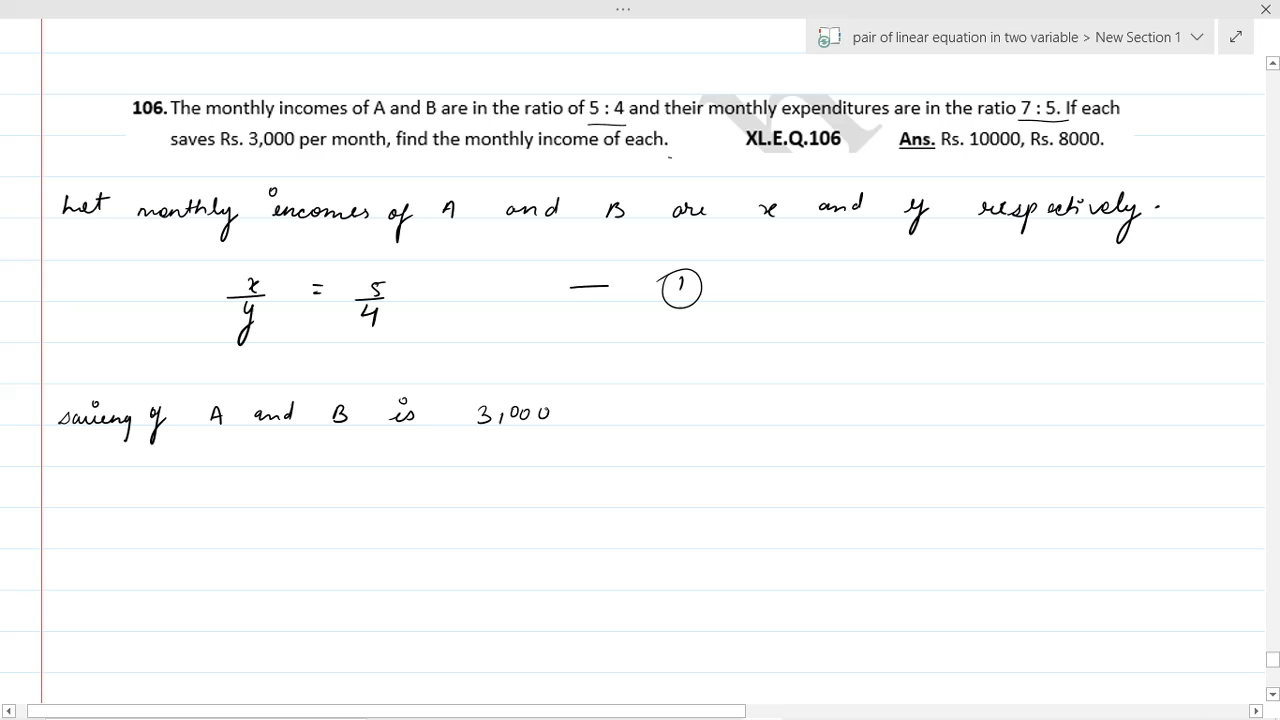 ...
pair of linear equation in two variable > New Section 1
106. The monthly incomes of A and B are in the ratio of 5 : 4 and their monthly expenditures are in the ratio 7 : 5. If each
saves Rs. 3,000 per month, find the monthly income of each. XL.E.Q.106 Ans. Rs. 10000, Rs. 8000.
Let monthly incomes of A and B are x and y respectively.
x/y = 5/4 — ①
saving of A and B is 3,000